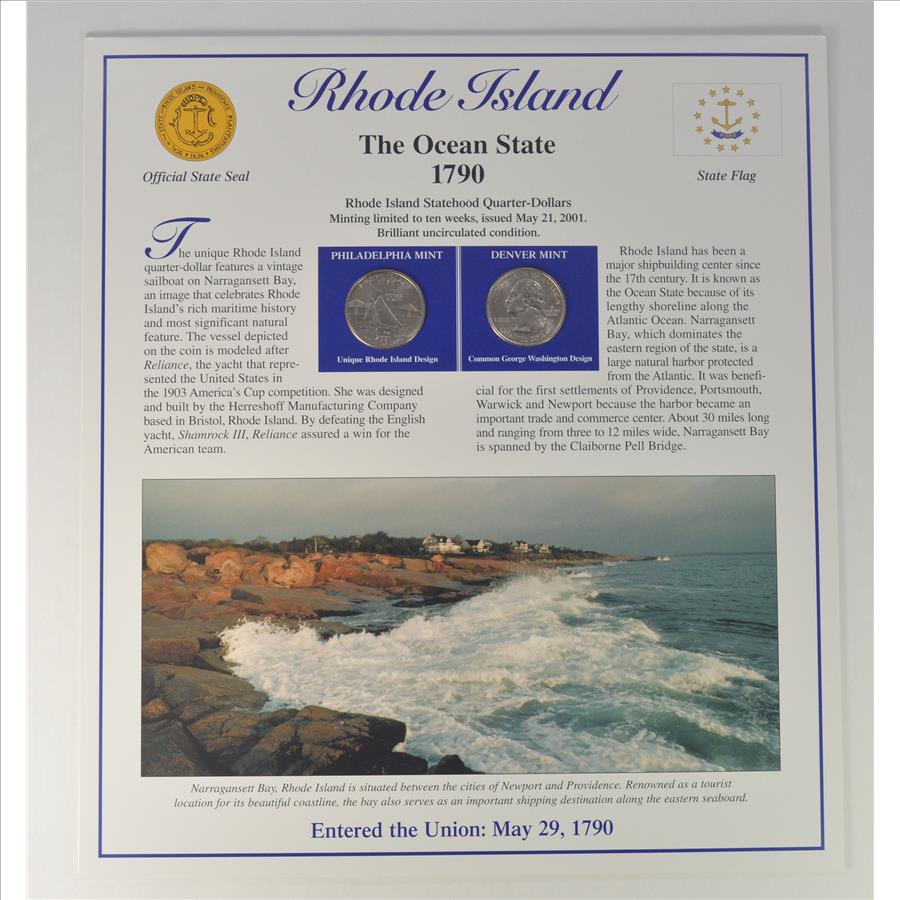 Rhode Island
The Ocean State
1790
Official State Seal
State Flag
Rhode Island Statehood Quarter-Dollars
Minting limited to ten weeks, issued May 21, 2001.
Brilliant uncirculated condition.
The unique Rhode Island
quarter-dollar features a vintage
sailboat on Narragansett Bay,
an image that celebrates Rhode
Island's rich maritime history
and most significant natural
feature. The vessel depicted
on the coin is modeled after
Reliance, the yacht that repre-
sented the United States in
the 1903 America's Cup competition. She was designed
and built by the Herreshoff Manufacturing Company
based in Bristol, Rhode Island. By defeating the English
yacht, Shamrock III, Reliance assured a win for the
American team.
PHILADELPHIA MINT
Unique Rhode Island Design
DENVER MINT
Common George Washington Design
Rhode Island has been a
major shipbuilding center since
the 17th century. It is known as
the Ocean State because of its
lengthy shoreline along the
Atlantic Ocean. Narragansett
Bay, which dominates the
eastern region of the state, is a
large natural harbor protected
from the Atlantic. It was benefi-
cial for the first settlements of Providence, Portsmouth,
Warwick and Newport because the harbor became an
important trade and commerce center. About 30 miles long
and ranging from three to 12 miles wide, Narragansett Bay
is spanned by the Claiborne Pell Bridge.
Narragansett Bay, Rhode Island is situated between the cities of Newport and Providence. Renowned as a tourist
location for its beautiful coastline, the bay also serves as an important shipping destination along the eastern seaboard.
Entered the Union: May 29, 1790